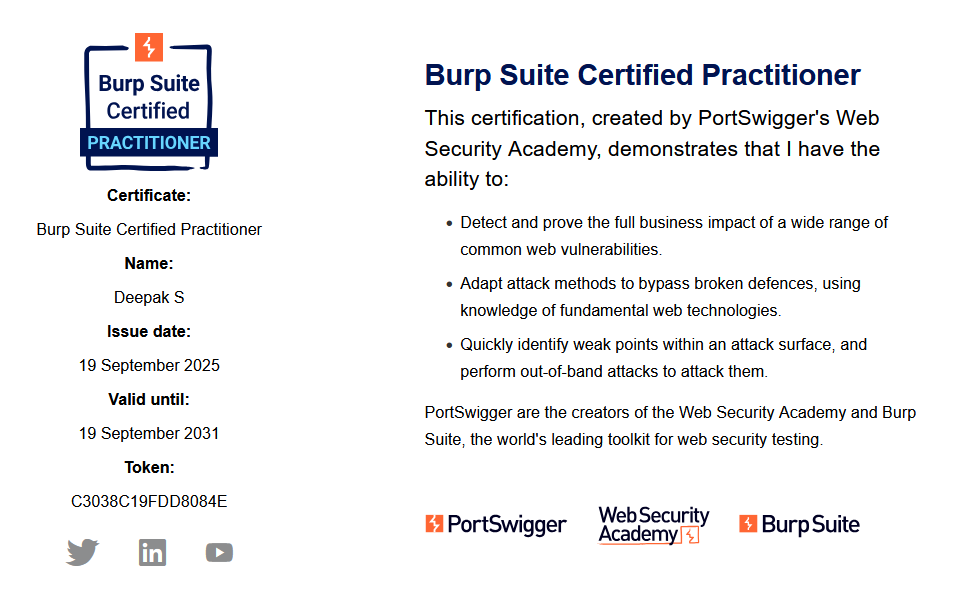 Burp Suite
Certified
PRACTITIONER
Certificate:
Burp Suite Certified Practitioner
Name:
Deepak S
Issue date:
19 September 2025
Valid until:
19 September 2031
Token:
C3038C19FDD8084E
Burp Suite Certified Practitioner
This certification, created by PortSwigger's Web
Security Academy, demonstrates that I have the
ability to:
• Detect and prove the full business impact of a wide range of
common web vulnerabilities.
• Adapt attack methods to bypass broken defences, using
knowledge of fundamental web technologies.
• Quickly identify weak points within an attack surface, and
perform out-of-band attacks to attack them.
PortSwigger are the creators of the Web Security Academy and Burp
Suite, the world's leading toolkit for web security testing.
PortSwigger
Web Security
Academy
Burp Suite